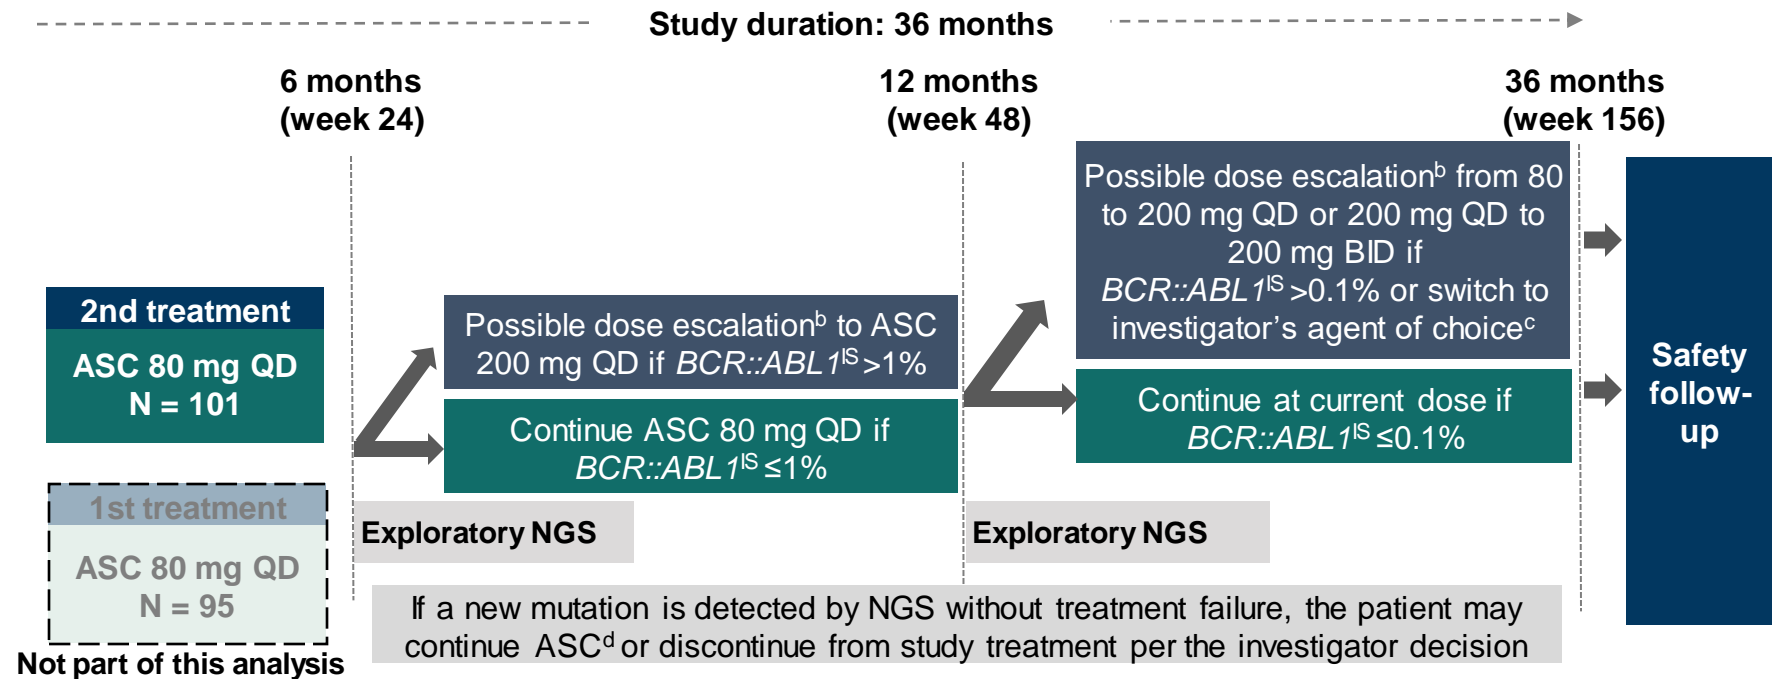 Study duration: 36 months
6 months
(week 24)
12 months
(week 48)
36 months
(week 156)
2nd treatment
ASC 80 mg QD
N = 101
1st treatment
ASC 80 mg QD
N = 95
Not part of this analysis
Possible dose escalationᵇ to ASC
200 mg QD if BCR::ABL1ᴵˢ >1%
Continue ASC 80 mg QD if
BCR::ABL1ᴵˢ ≤1%
Exploratory NGS
Possible dose escalationᵇ from 80
to 200 mg QD or 200 mg QD to
200 mg BID if
BCR::ABL1ᴵˢ >0.1% or switch to
investigator’s agent of choiceᶜ
Continue at current dose if
BCR::ABL1ᴵˢ ≤0.1%
Exploratory NGS
If a new mutation is detected by NGS without treatment failure, the patient may
continue ASCᵈ or discontinue from study treatment per the investigator decision
Safety
follow-
up